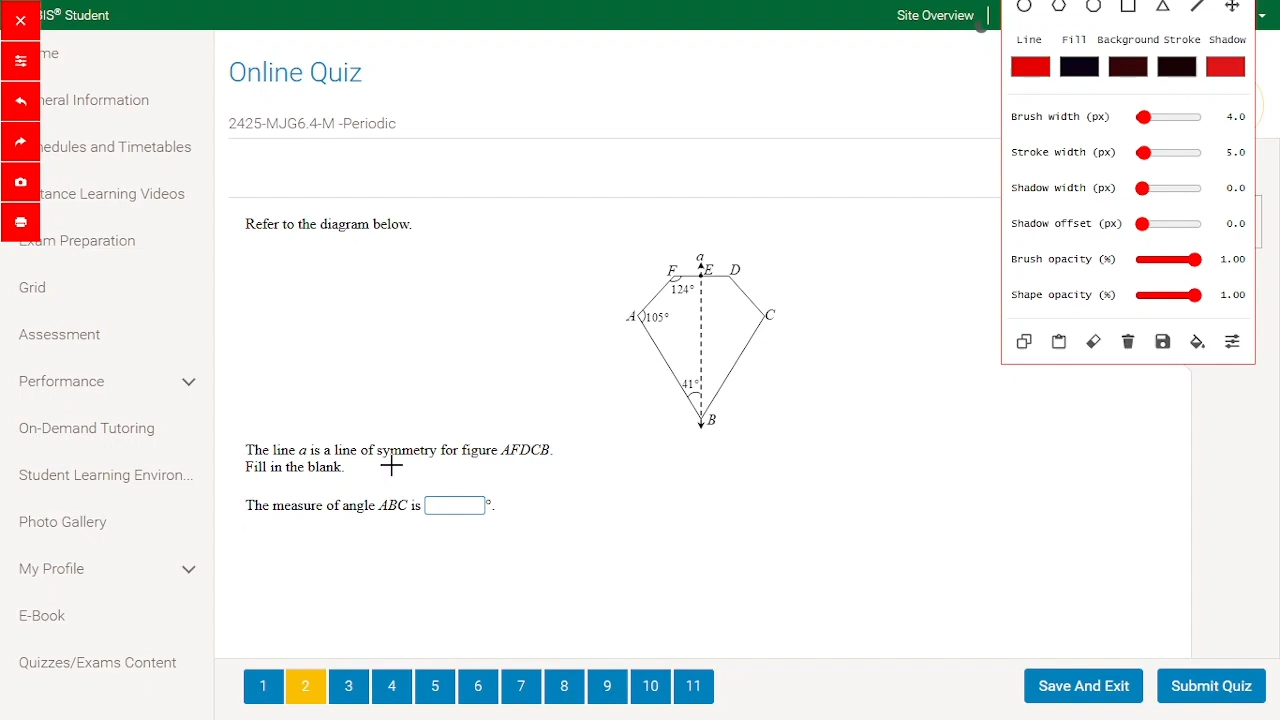 BIS® Student
Site Overview
Online Quiz
2425-MJG6.4-M -Periodic
General Information
Schedules and Timetables
Distance Learning Videos
Exam Preparation
Grid
Assessment
Performance
On-Demand Tutoring
Student Learning Environ...
Photo Gallery
My Profile
E-Book
Quizzes/Exams Content
Refer to the diagram below.
a
F E D
124°
A 105° C
41°
B
The line a is a line of symmetry for figure AFDCB.
Fill in the blank.
The measure of angle ABC is °.
1 2 3 4 5 6 7 8 9 10 11
Save And Exit
Submit Quiz
Line Fill Background Stroke Shadow
Brush width (px) 4.0
Stroke width (px) 5.0
Shadow width (px) 0.0
Shadow offset (px) 0.0
Brush opacity (%) 1.00
Shape opacity (%) 1.00